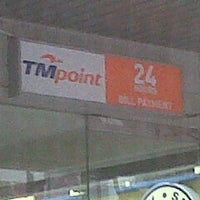 TMpoint
24
HOURS
BILL PAYMENT